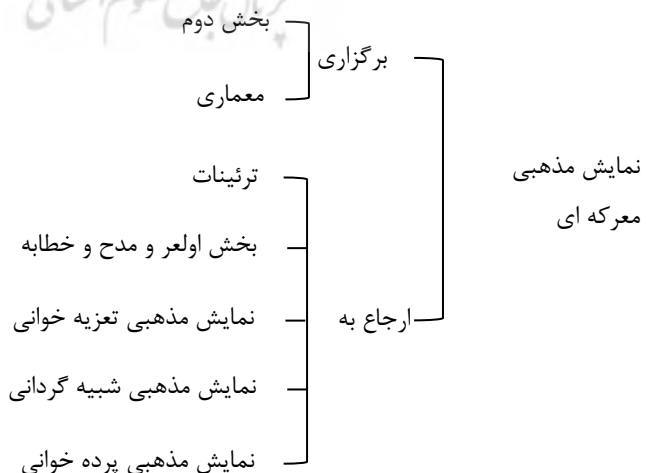 نمایش مذهبی
معرکه ای
برگزاری
بخش دوم
معماری
ارجاع به
ترئینات
بخش اولعر و مدح و خطابه
نمایش مذهبی تعزیه خوانی
نمایش مذهبی شبیه گردانی
نمایش مذهبی پرده خوانی